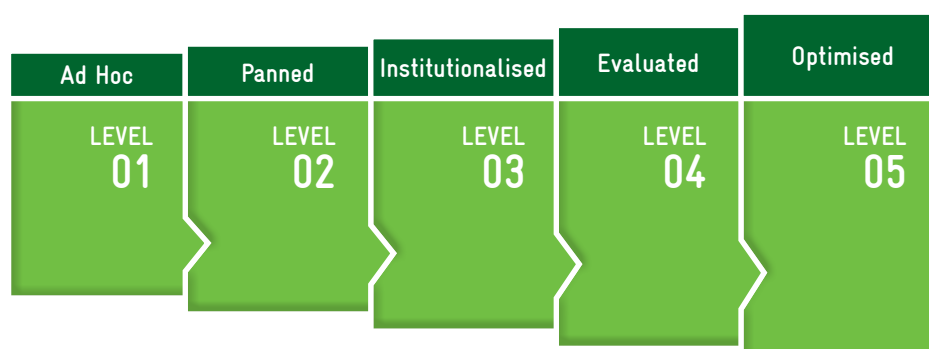 Ad Hoc
Panned
Institutionalised
Evaluated
Optimised
LEVEL
01
LEVEL
02
LEVEL
03
LEVEL
04
LEVEL
05